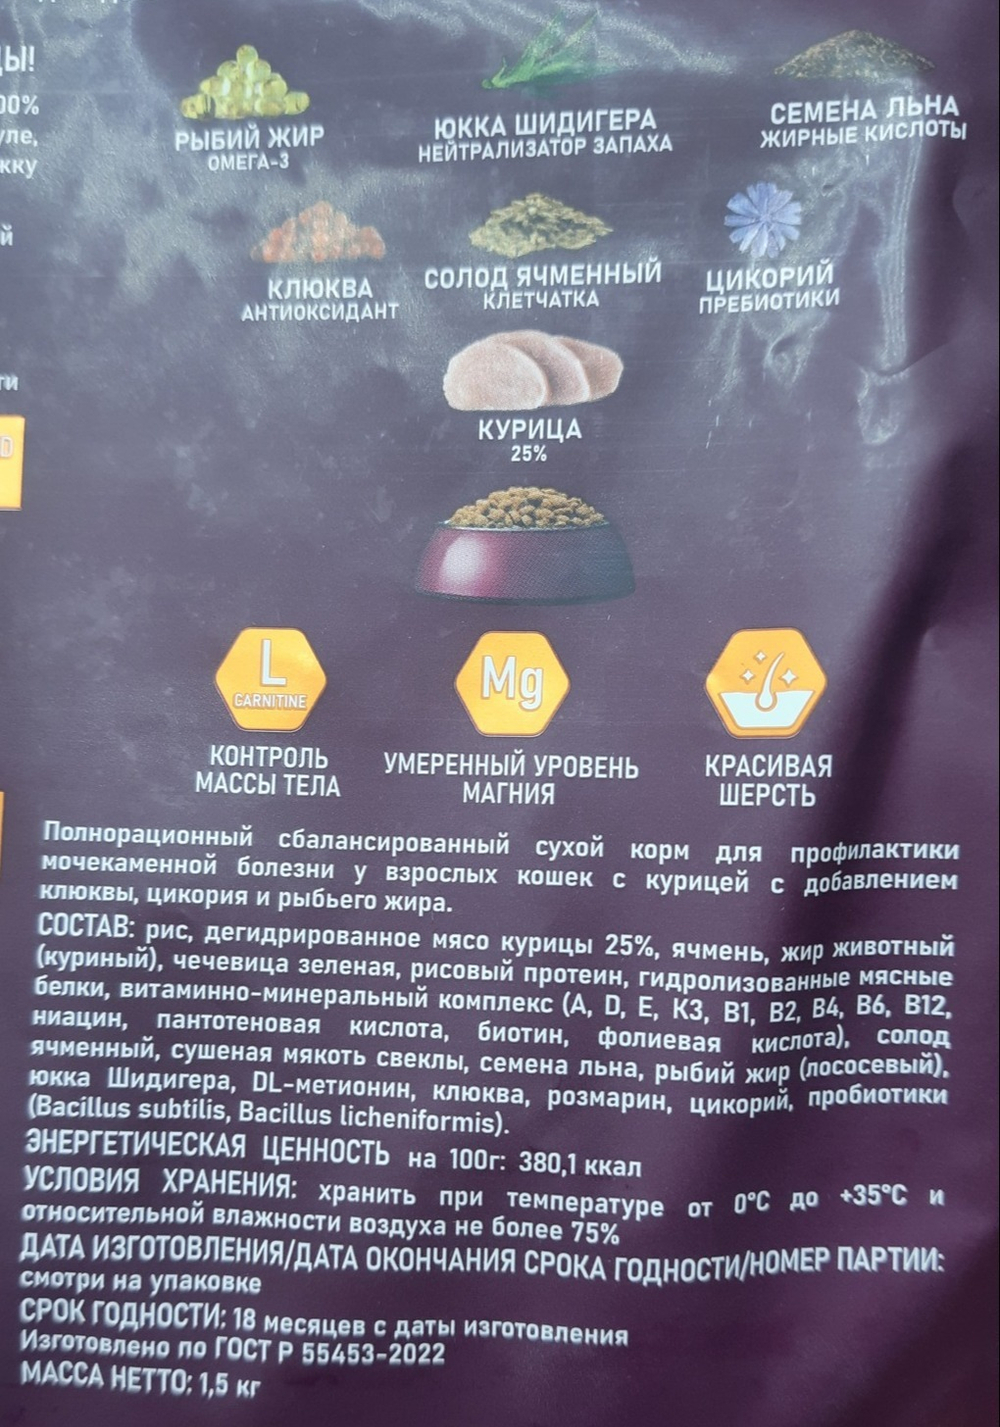 ДЫ!
00%
уле,
жку
й
ти
D
РЫБИЙ ЖИР
ОМЕГА-3
ЮККА ШИДИГЕРА
НЕЙТРАЛИЗАТОР ЗАПАХА
СЕМЕНА ЛЬНА
ЖИРНЫЕ КИСЛОТЫ
КЛЮКВА
АНТИОКСИДАНТ
СОЛОД ЯЧМЕННЫЙ
КЛЕТЧАТКА
ЦИКОРИЙ
ПРЕБИОТИКИ
КУРИЦА
25%
L
CARNITINE
КОНТРОЛЬ
МАССЫ ТЕЛА
Mg
УМЕРЕННЫЙ УРОВЕНЬ
МАГНИЯ
КРАСИВАЯ
ШЕРСТЬ
Полнорационный сбалансированный сухой корм для профилактики
мочекаменной болезни у взрослых кошек с курицей с добавлением
клюквы, цикория и рыбьего жира.
СОСТАВ: рис, дегидрированное мясо курицы 25%, ячмень, жир животный
(куриный), чечевица зеленая, рисовый протеин, гидролизованные мясные
белки, витаминно-минеральный комплекс (A, D, E, K3, B1, B2, B4, B6, B12,
ниацин, пантотеновая кислота, биотин, фолиевая кислота), солод
ячменный, сушеная мякоть свеклы, семена льна, рыбий жир (лососевый),
юкка Шидигера, DL-метионин, клюква, розмарин, цикорий, пробиотики
(Bacillus subtilis, Bacillus licheniformis).
ЭНЕРГЕТИЧЕСКАЯ ЦЕННОСТЬ на 100г: 380,1 ккал
УСЛОВИЯ ХРАНЕНИЯ: хранить при температуре от 0°C до +35°C и
относительной влажности воздуха не более 75%
ДАТА ИЗГОТОВЛЕНИЯ/ДАТА ОКОНЧАНИЯ СРОКА ГОДНОСТИ/НОМЕР ПАРТИИ:
смотри на упаковке
СРОК ГОДНОСТИ: 18 месяцев с даты изготовления
Изготовлено по ГОСТ Р 55453-2022
МАССА НЕТТО: 1,5 кг